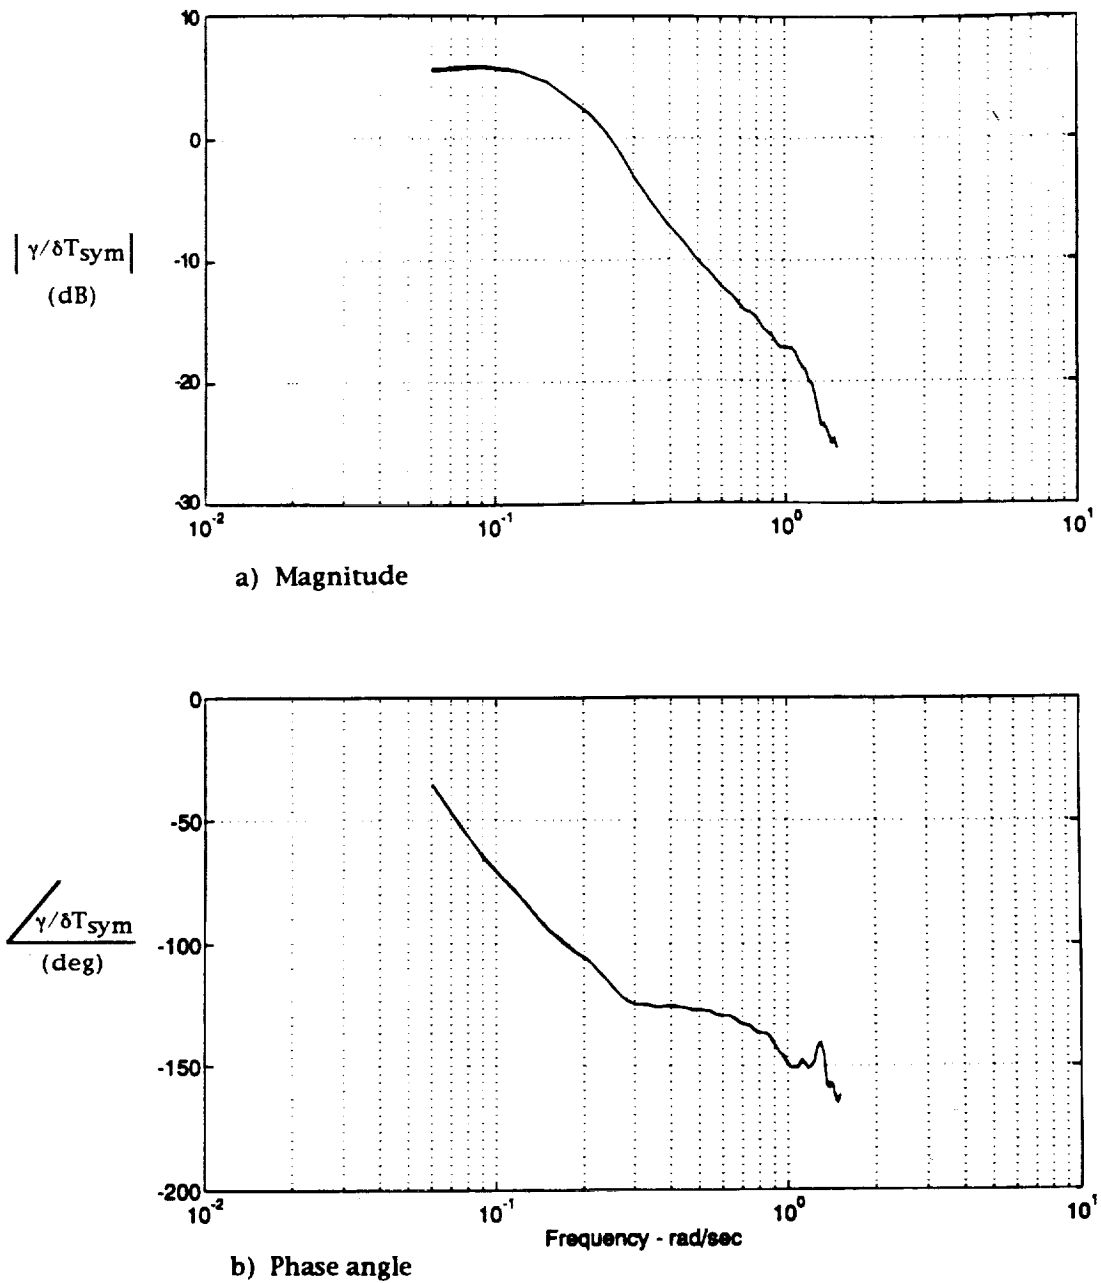 10
0
-10
-20
-30
|γ/δTsym|
(dB)
10⁻²
10⁻¹
10⁰
10¹
a) Magnitude
0
-50
-100
-150
-200
γ/δTsym
(deg)
10⁻²
10⁻¹
10⁰
10¹
Frequency - rad/sec
b) Phase angle